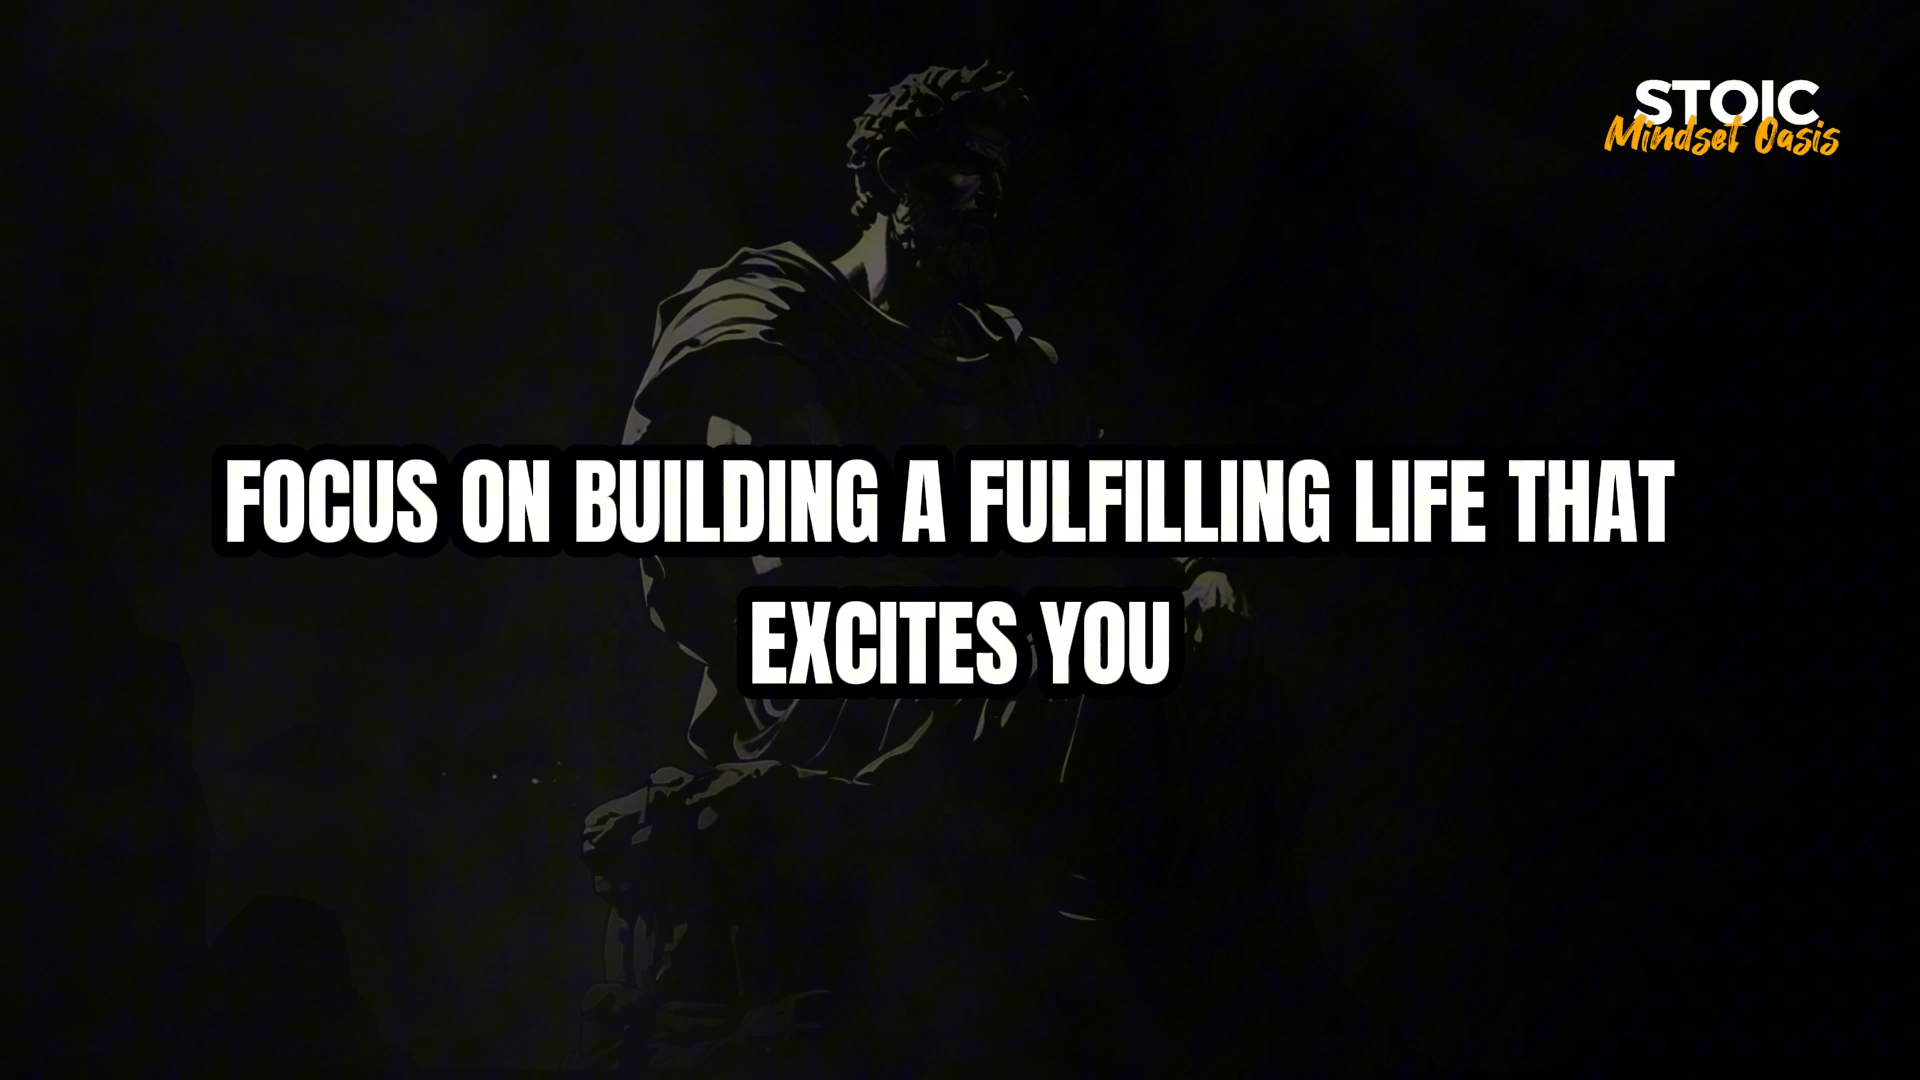 STOIC
Mindset Oasis
FOCUS ON BUILDING A FULFILLING LIFE THAT
EXCITES YOU